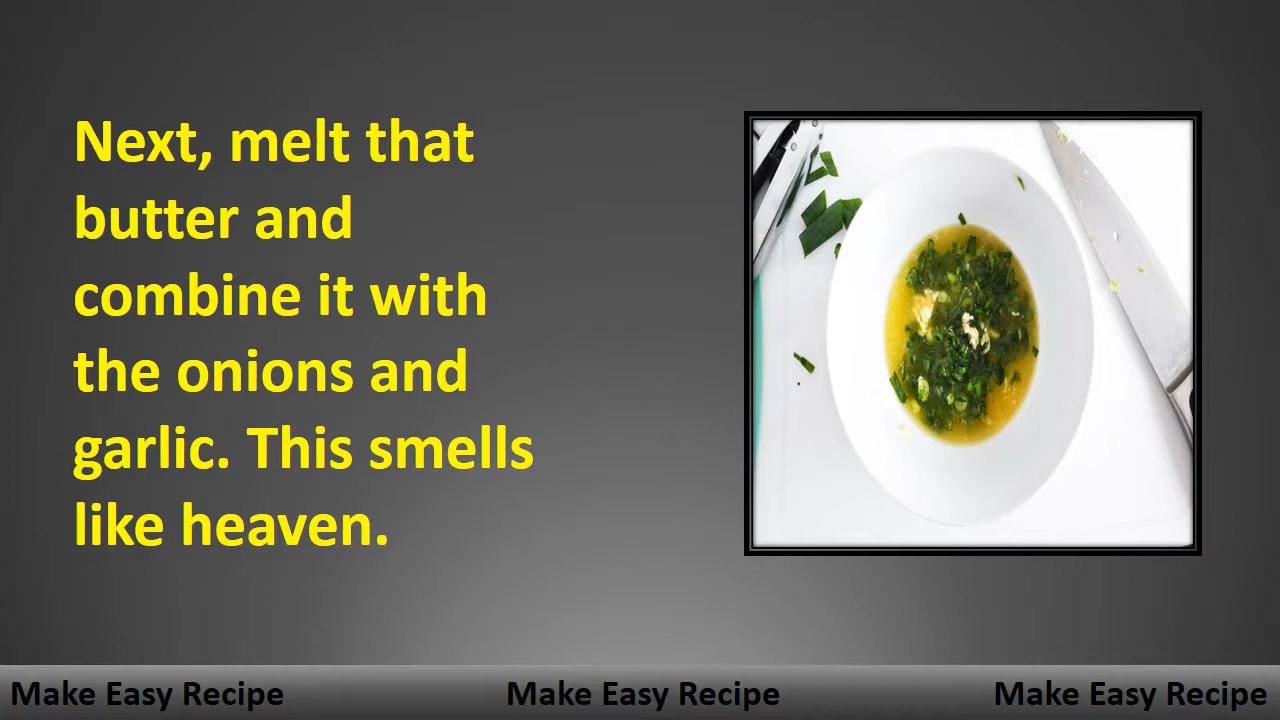 Next, melt that
butter and
combine it with
the onions and
garlic. This smells
like heaven.
Make Easy Recipe Make Easy Recipe Make Easy Recipe